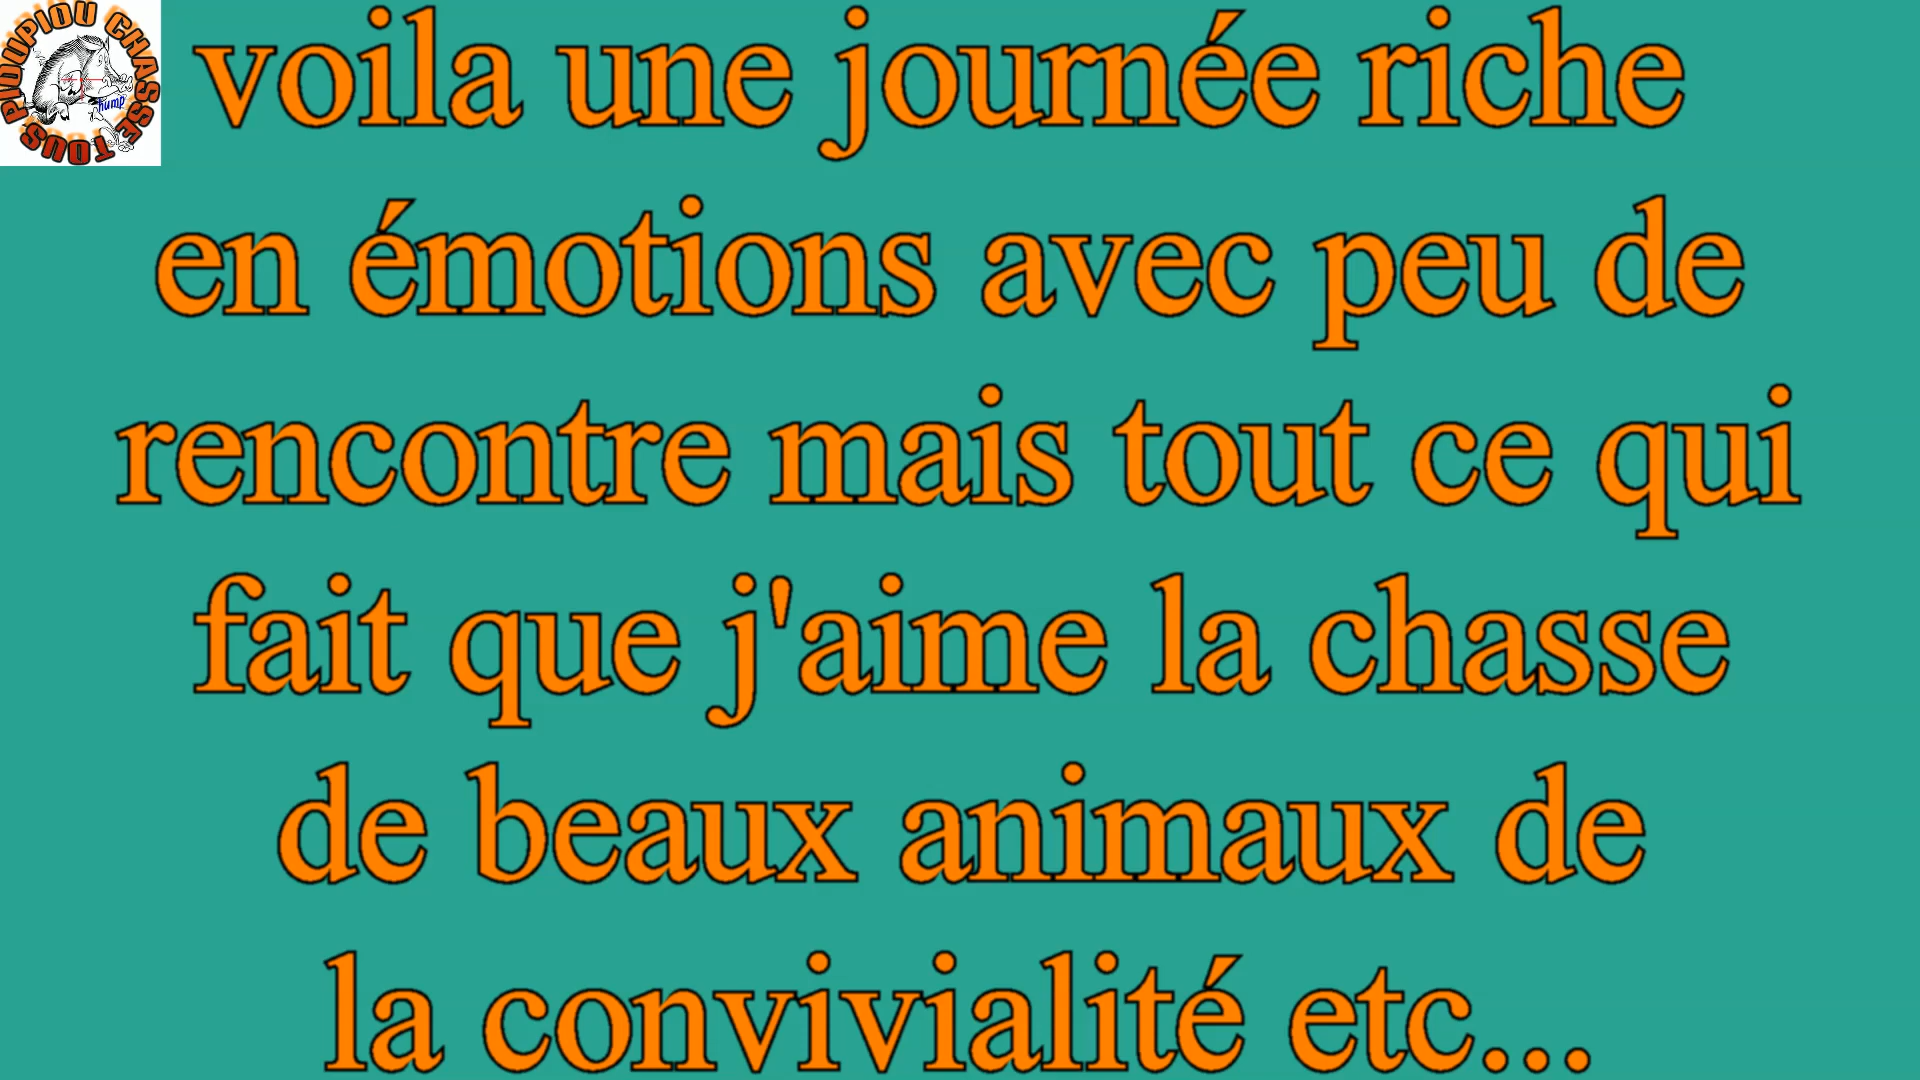 PIOUPIOU CHASSE TOUS
hump
voila une journée riche
en émotions avec peu de
rencontre mais tout ce qui
fait que j'aime la chasse
de beaux animaux de
la convivialité etc...